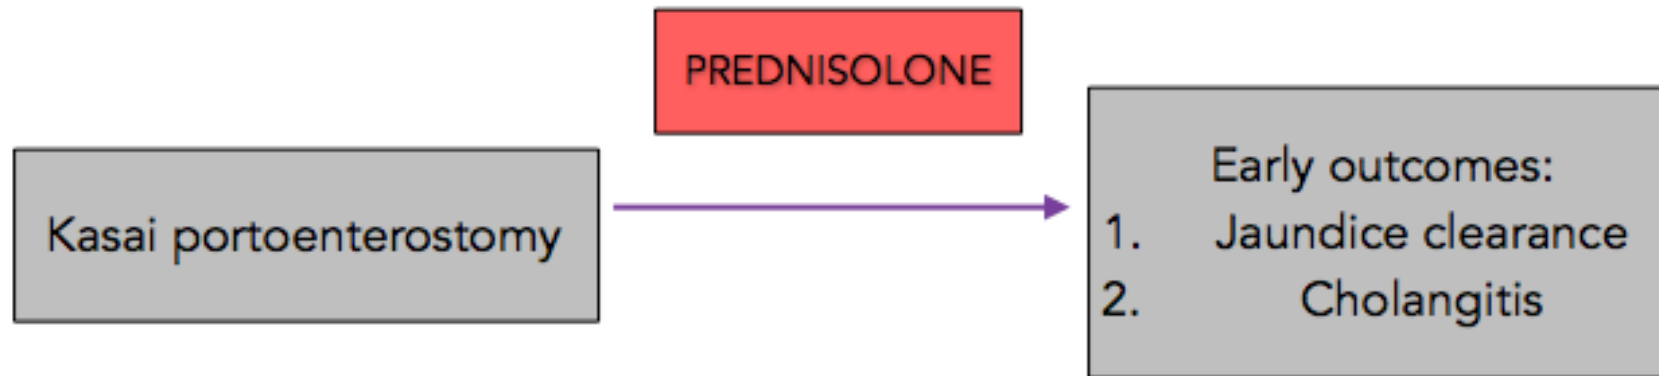 PREDNISOLONE
Kasai portoenterostomy
Early outcomes:
1. Jaundice clearance
2. Cholangitis